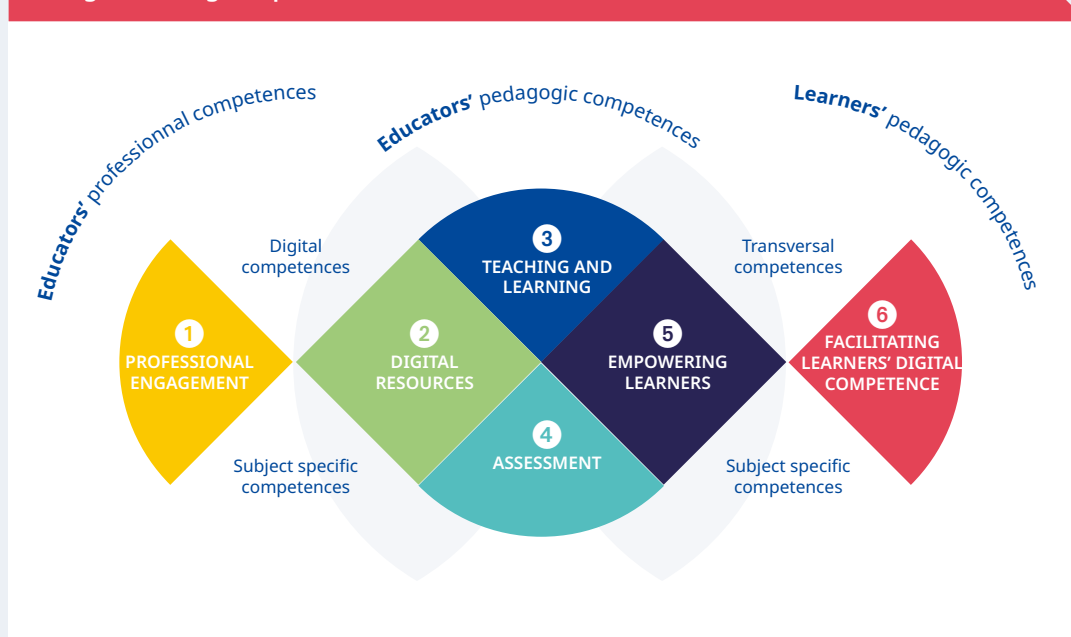 Educators’ professionnal competences
Educators’ pedagogic competences
Learners’ pedagogic competences
Digital
competences
Transversal
competences
1
PROFESSIONAL
ENGAGEMENT
2
DIGITAL
RESOURCES
3
TEACHING AND
LEARNING
4
ASSESSMENT
5
EMPOWERING
LEARNERS
6
FACILITATING
LEARNERS’ DIGITAL
COMPETENCE
Subject specific
competences
Subject specific
competences